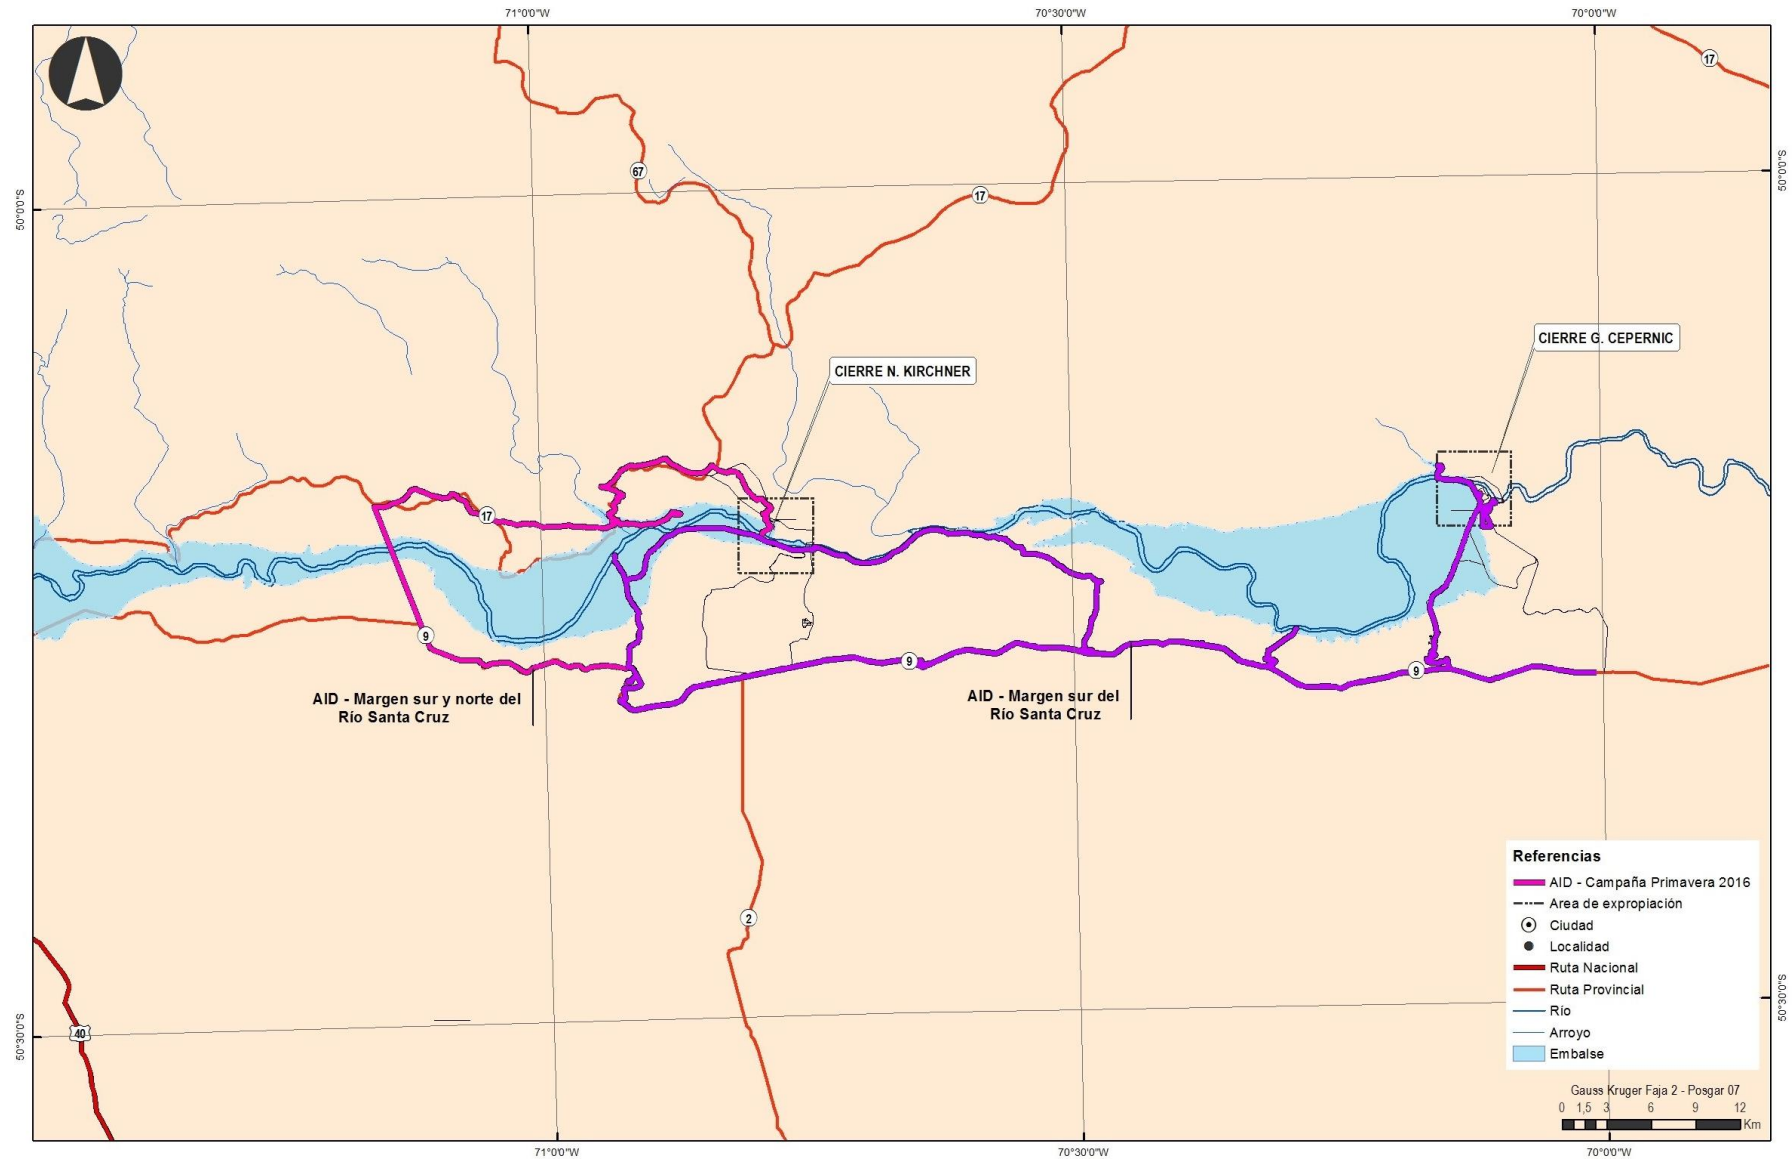 71°0'0"W
70°30'0"W
70°0'0"W
17
67
17
50°0'0"S
50°0'0"S
CIERRE G. CEPERNIC
CIERRE N. KIRCHNER
17
9
9
9
AID - Margen sur y norte del
Río Santa Cruz
AID - Margen sur del
Río Santa Cruz
2
40
50°30'0"S
50°30'0"S
Referencias
AID - Campaña Primavera 2016
Area de expropiación
Ciudad
Localidad
Ruta Nacional
Ruta Provincial
Río
Arroyo
Embalse
Gauss Kruger Faja 2 - Posgar 07
0 1,5 3 6 9 12
Km
71°0'0"W
70°30'0"W
70°0'0"W